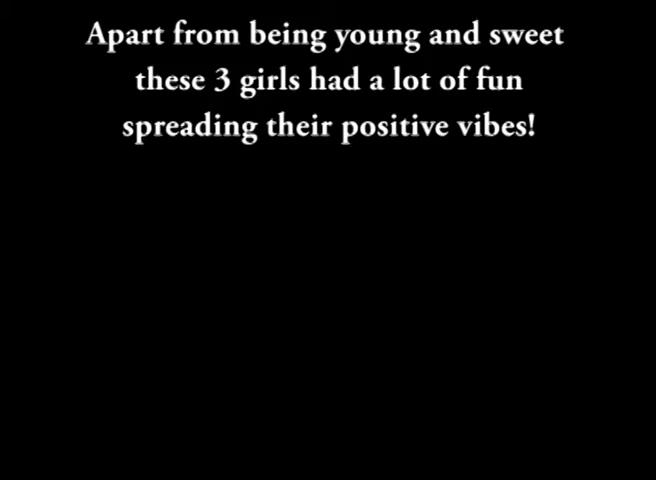 Apart from being young and sweet
these 3 girls had a lot of fun
spreading their positive vibes!